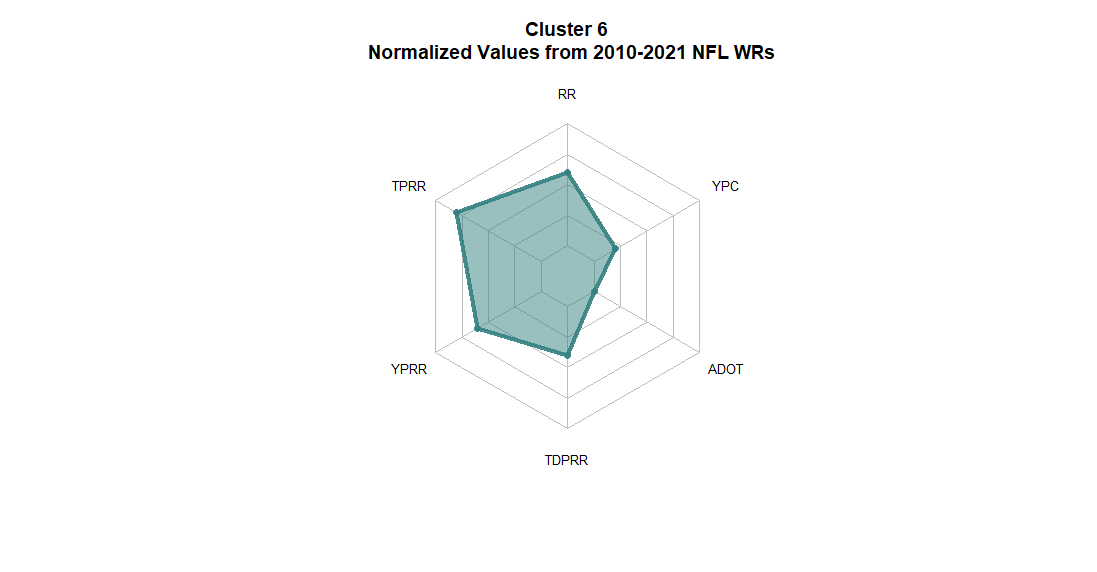 Cluster 6
Normalized Values from 2010-2021 NFL WRs
RR
TPRR
YPC
YPRR
ADOT
TDPRR